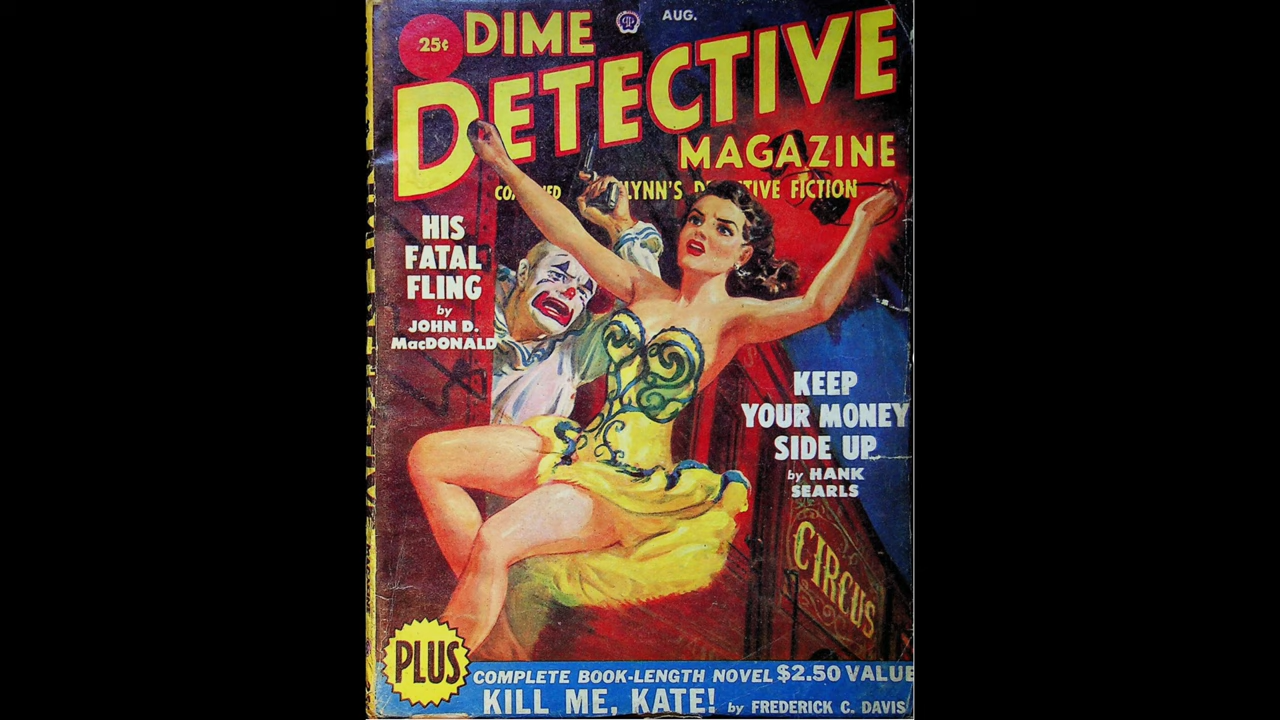 25¢ DIME
AUG.
DETECTIVE
MAGAZINE
LYNN'S
FICTION
HIS
FATAL
FLING
by
JOHN D.
MacDONALD
KEEP
YOUR MONEY
SIDE UP
by HANK
SEARLS
CIRCUS
PLUS
COMPLETE BOOK-LENGTH NOVEL $2.50 VALUE
KILL ME, KATE! by FREDERICK C. DAVIS